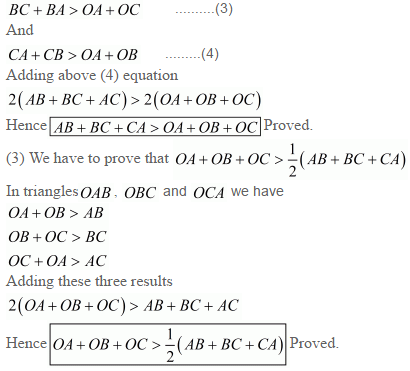 BC + BA > OA + OC ..........(3)
And
CA + CB > OA + OB .........(4)
Adding above (4) equation
2(AB + BC + AC) > 2(OA + OB + OC)
Hence AB + BC + CA > OA + OB + OC Proved.
(3) We have to prove that OA + OB + OC > 1/2 (AB + BC + CA)
In triangles OAB , OBC and OCA we have
OA + OB > AB
OB + OC > BC
OC + OA > AC
Adding these three results
2(OA + OB + OC) > AB + BC + AC
Hence OA + OB + OC > 1/2 (AB + BC + CA) Proved.